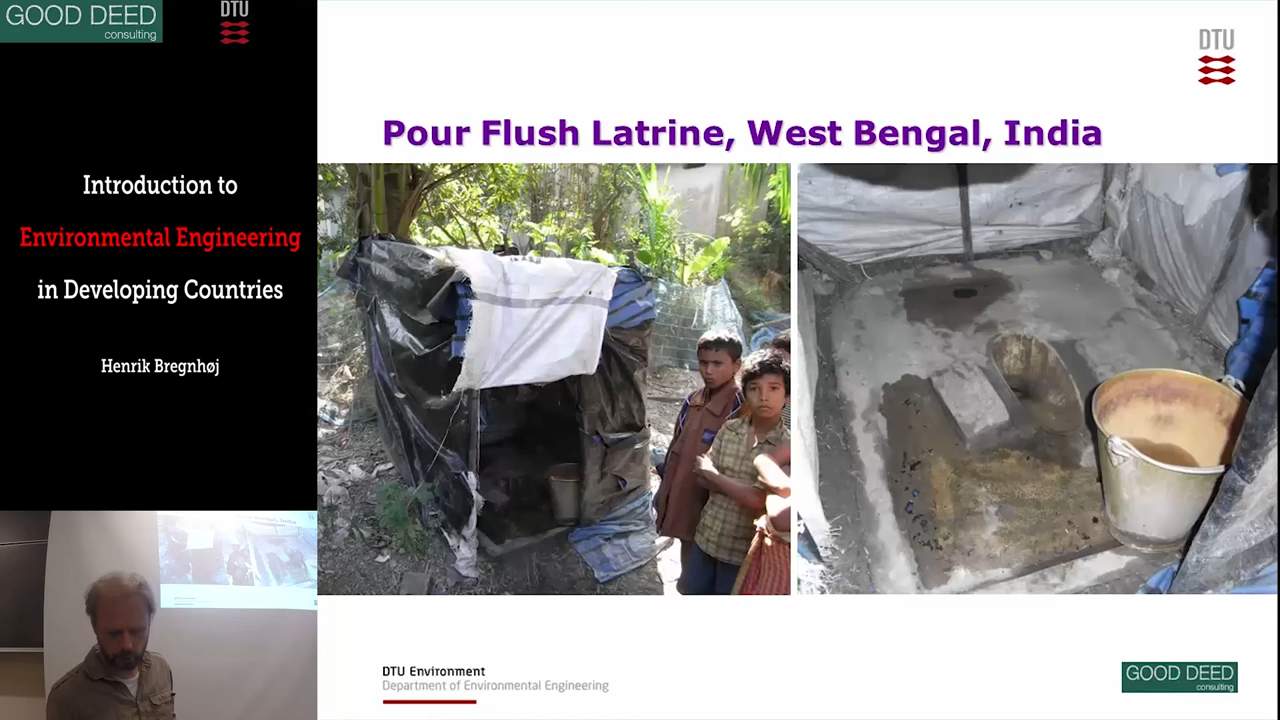 GOOD DEED
consulting
DTU
Introduction to
Environmental Engineering
in Developing Countries
Henrik Bregnhøj
DTU
Pour Flush Latrine, West Bengal, India
DTU Environment
Department of Environmental Engineering
GOOD DEED
consulting